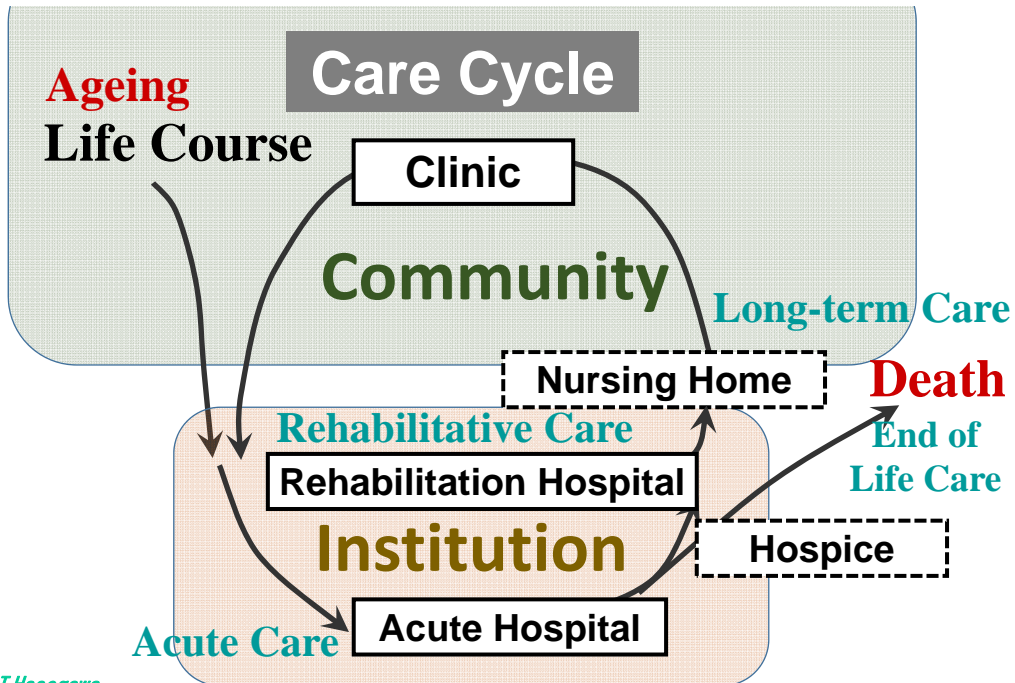 Care Cycle
Ageing
Life Course
Clinic
Community
Long-term Care
Nursing Home
Death
Rehabilitative Care
End of
Life Care
Rehabilitation Hospital
Institution
Hospice
Acute Hospital
Acute Care